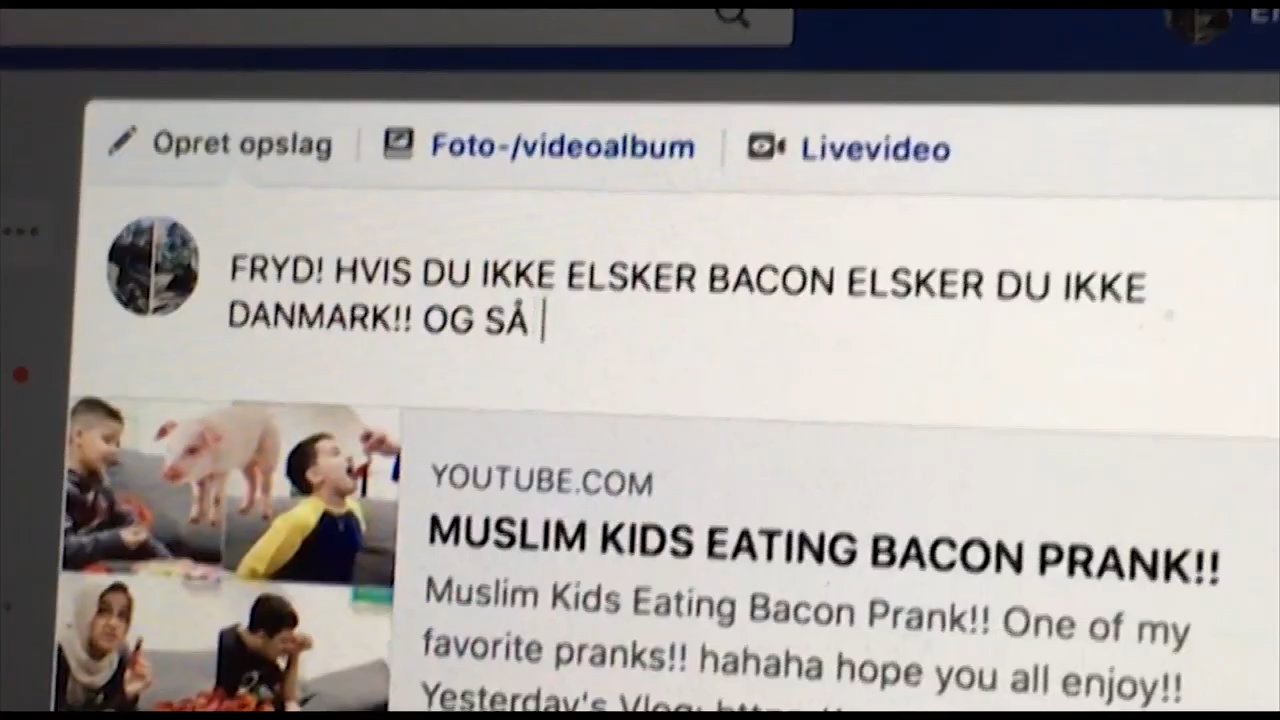 Opret opslag Foto-/videoalbum Livevideo
FRYD! HVIS DU IKKE ELSKER BACON ELSKER DU IKKE
DANMARK!! OG SÅ
YOUTUBE.COM
MUSLIM KIDS EATING BACON PRANK!!
Muslim Kids Eating Bacon Prank!! One of my
favorite pranks!! hahaha hope you all enjoy!!
Yesterday's Vlog: